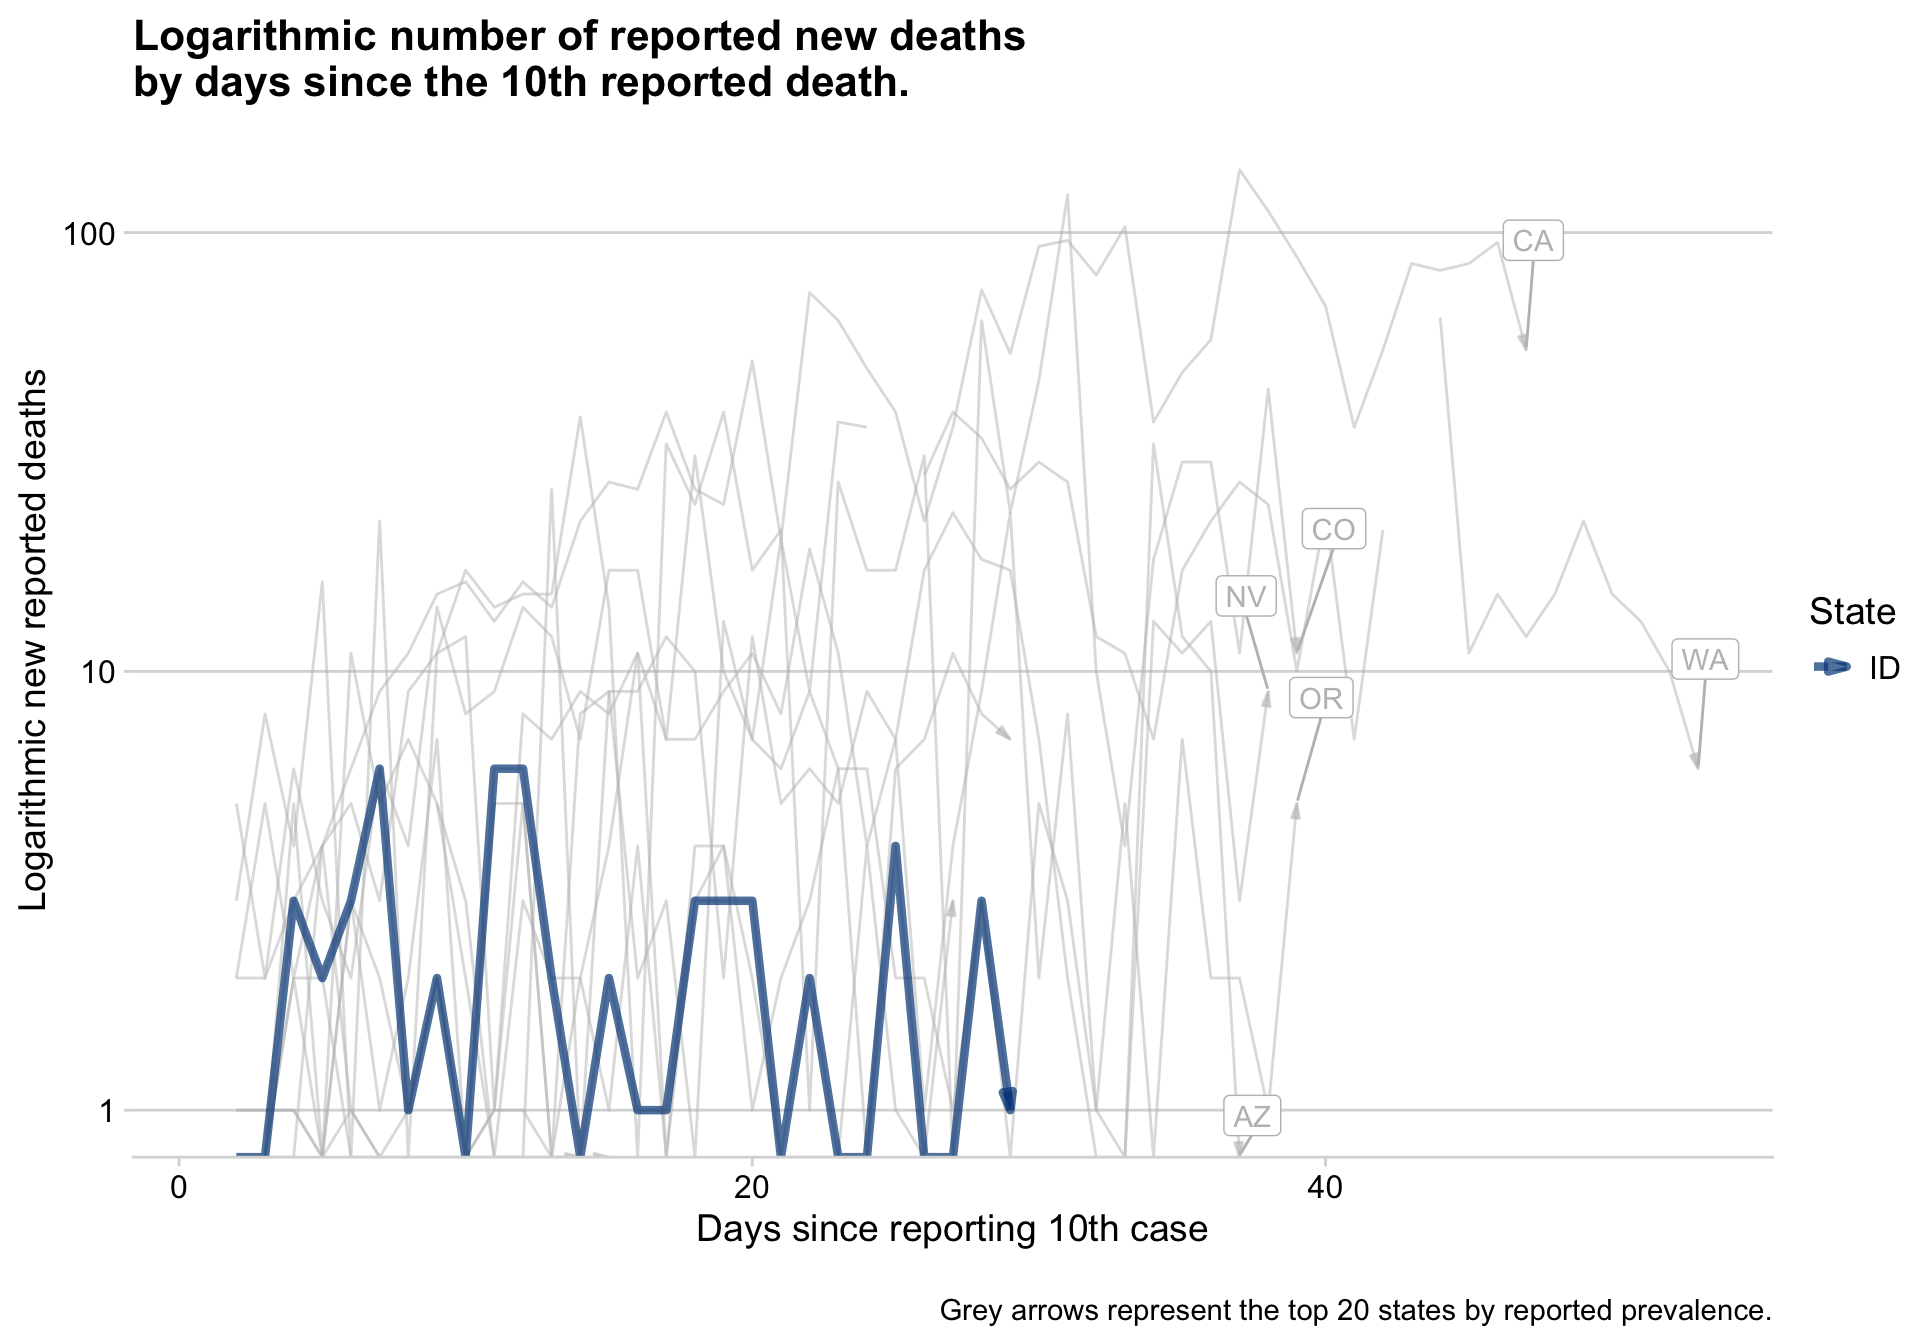 Logarithmic number of reported new deaths
by days since the 10th reported death.
Logarithmic new reported deaths
100
10
1
CA
CO
NV
OR
WA
AZ
State
ID
0
20
40
Days since reporting 10th case
Grey arrows represent the top 20 states by reported prevalence.